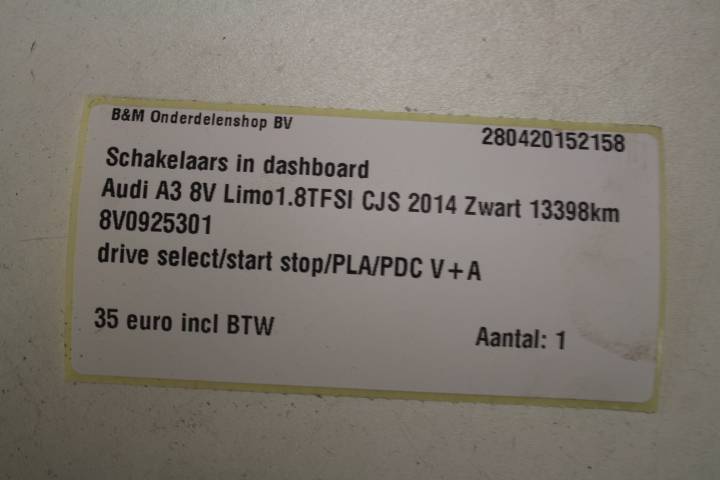 B&M Onderdelenshop BV
280420152158
Schakelaars in dashboard
Audi A3 8V Limo1.8TFSI CJS 2014 Zwart 13398km
8V0925301
drive select/start stop/PLA/PDC V+A
35 euro incl BTW
Aantal: 1